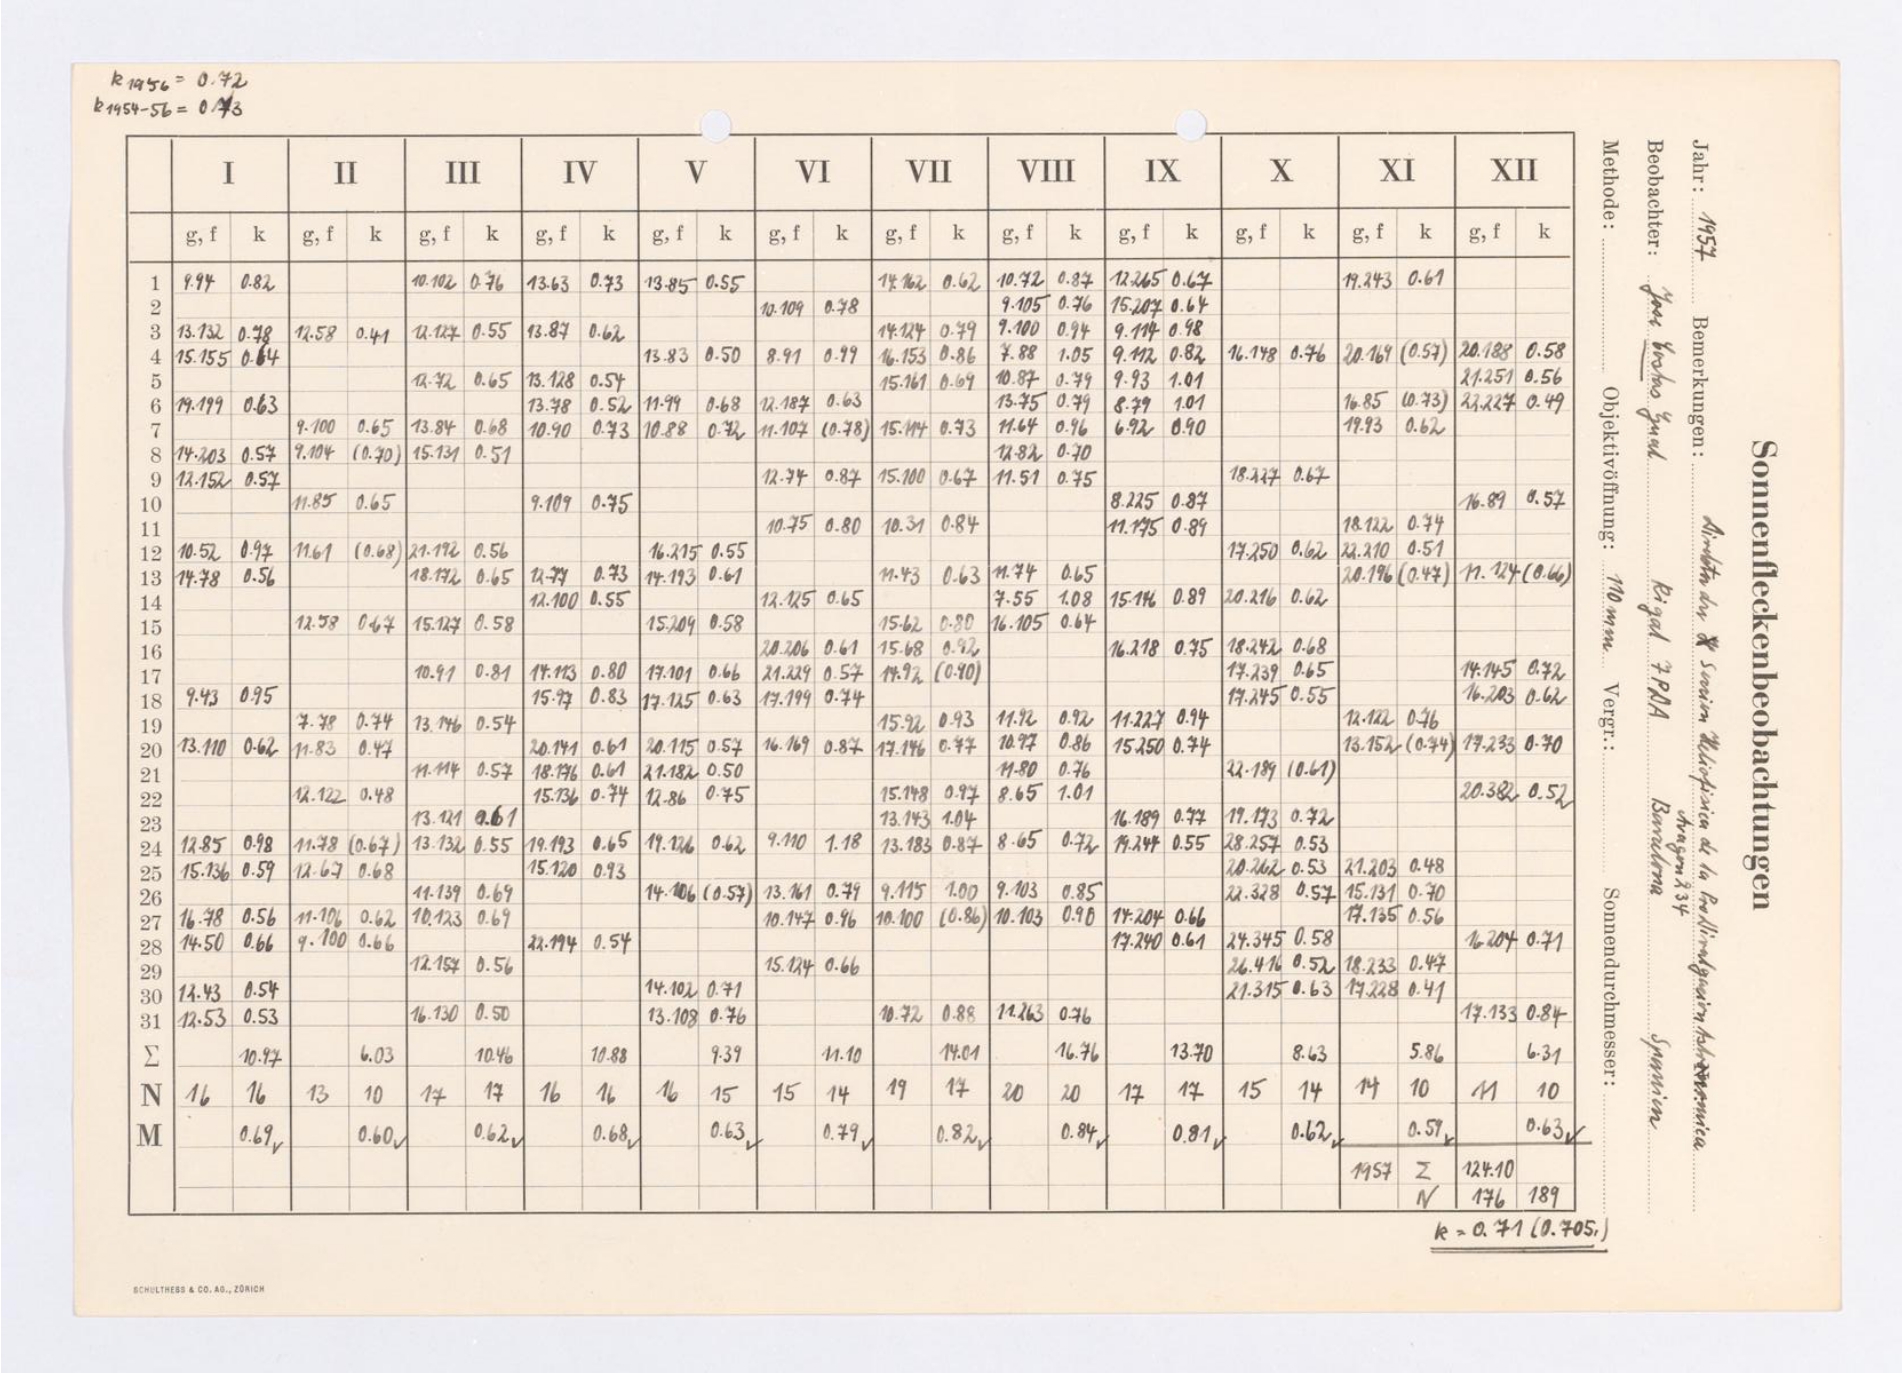 k1956 = 0.72
k1954-56 = 0.73
Sonnenfleckenbeobachtungen
Jahr: 1957 Bemerkungen:
Beobachter: Rigal 7 PDA Barcelona Spanien
Aragon 234
Methode: Objektivöffnung: 110 mm Vergr.: Sonnendurchmesser:
I II III IV V VI VII VIII IX X XI XII
g, f k g, f k g, f k g, f k g, f k g, f k g, f k g, f k g, f k g, f k g, f k g, f k
1 9.94 0.82 10.102 0.76 13.63 0.73 13.85 0.55 14.162 0.62 10.72 0.87 12.265 0.67 19.243 0.61
2 10.109 0.78 9.105 0.76 15.207 0.64
3 13.132 0.78 12.58 0.41 12.127 0.55 13.87 0.62 14.124 0.79 9.100 0.94 9.114 0.98
4 15.155 0.64 13.83 0.50 8.91 0.99 16.153 0.86 7.88 1.05 9.112 0.82 16.148 0.76 20.169 (0.57) 20.188 0.58
5 12.72 0.65 13.128 0.54 15.161 0.69 10.87 0.79 9.93 1.01 21.251 0.56
6 19.199 0.63 13.78 0.52 11.99 0.68 12.187 0.63 13.75 0.79 8.79 1.01 16.85 (0.73) 22.227 0.49
7 9.100 0.65 13.84 0.68 10.90 0.73 10.88 0.72 11.107 (0.78) 15.114 0.73 11.64 0.96 6.92 0.90 19.93 0.62
8 14.203 0.57 9.104 (0.70) 15.131 0.51 12.82 0.70
9 12.152 0.57 12.74 0.87 15.100 0.67 11.51 0.75 18.227 0.67
10 11.85 0.65 9.109 0.75 8.225 0.87 16.89 0.57
11 10.75 0.80 10.31 0.84 11.175 0.89 18.122 0.74
12 10.52 0.97 11.61 (0.68) 21.192 0.56 16.215 0.55 17.250 0.62 22.210 0.51
13 14.78 0.56 18.172 0.65 12.77 0.73 14.193 0.61 11.43 0.63 11.74 0.65 20.196 (0.47) 11.124 (0.66)
14 12.100 0.55 12.125 0.65 7.55 1.08 15.146 0.89 20.216 0.62
15 12.58 0.67 15.127 0.58 15.209 0.58 15.62 0.80 16.105 0.64
16 20.206 0.61 15.68 0.92 16.218 0.75 18.242 0.68
17 10.91 0.81 14.113 0.80 17.101 0.66 21.229 0.57 14.92 (0.90) 17.239 0.65 14.145 0.72
18 9.43 0.95 15.97 0.83 17.125 0.63 17.199 0.74 17.245 0.55 16.203 0.62
19 7.78 0.74 13.146 0.54 15.92 0.93 11.92 0.92 11.227 0.94 12.122 0.76
20 13.110 0.62 11.83 0.47 20.141 0.61 20.115 0.57 16.169 0.87 17.146 0.77 10.97 0.86 15.250 0.74 13.152 (0.74) 17.233 0.70
21 11.114 0.57 18.176 0.61 21.182 0.50 11.80 0.76 22.189 (0.61)
22 12.122 0.48 15.136 0.74 12.86 0.75 15.148 0.97 8.65 1.01 20.382 0.52
23 13.121 0.61 13.143 1.04 16.189 0.77 19.173 0.72
24 12.85 0.98 11.78 (0.67) 13.132 0.55 19.193 0.65 19.126 0.62 9.110 1.18 13.183 0.87 8.65 0.72 19.244 0.55 28.257 0.53
25 15.136 0.59 12.67 0.68 15.120 0.93 20.262 0.53 21.203 0.48
26 11.139 0.69 14.106 (0.57) 13.161 0.79 9.115 1.00 9.103 0.85 22.328 0.57 15.131 0.70
27 16.78 0.56 11.106 0.62 10.123 0.69 10.147 0.96 10.100 (0.86) 10.103 0.90 14.204 0.66 17.135 0.56
28 14.50 0.66 9.100 0.66 22.194 0.54 17.240 0.61 24.345 0.58 16.204 0.71
29 12.157 0.56 15.124 0.66 26.416 0.52 18.233 0.47
30 12.43 0.54 14.102 0.71 21.315 0.63 17.228 0.41
31 12.53 0.53 16.130 0.50 13.108 0.76 10.72 0.88 11.263 0.76 17.133 0.84
Σ 10.97 6.03 10.46 10.88 9.39 11.10 14.01 16.76 13.70 8.63 5.86 6.31
N 16 16 13 10 17 17 16 16 16 15 15 14 19 17 20 20 17 17 15 14 14 10 11 10
M 0.69 0.60 0.62 0.68 0.63 0.79 0.82 0.84 0.81 0.62 0.59 0.63
1957 Σ 124.10
N 176 189
k = 0.71 (0.705)
SCHULTHESS & CO. AG., ZÜRICH